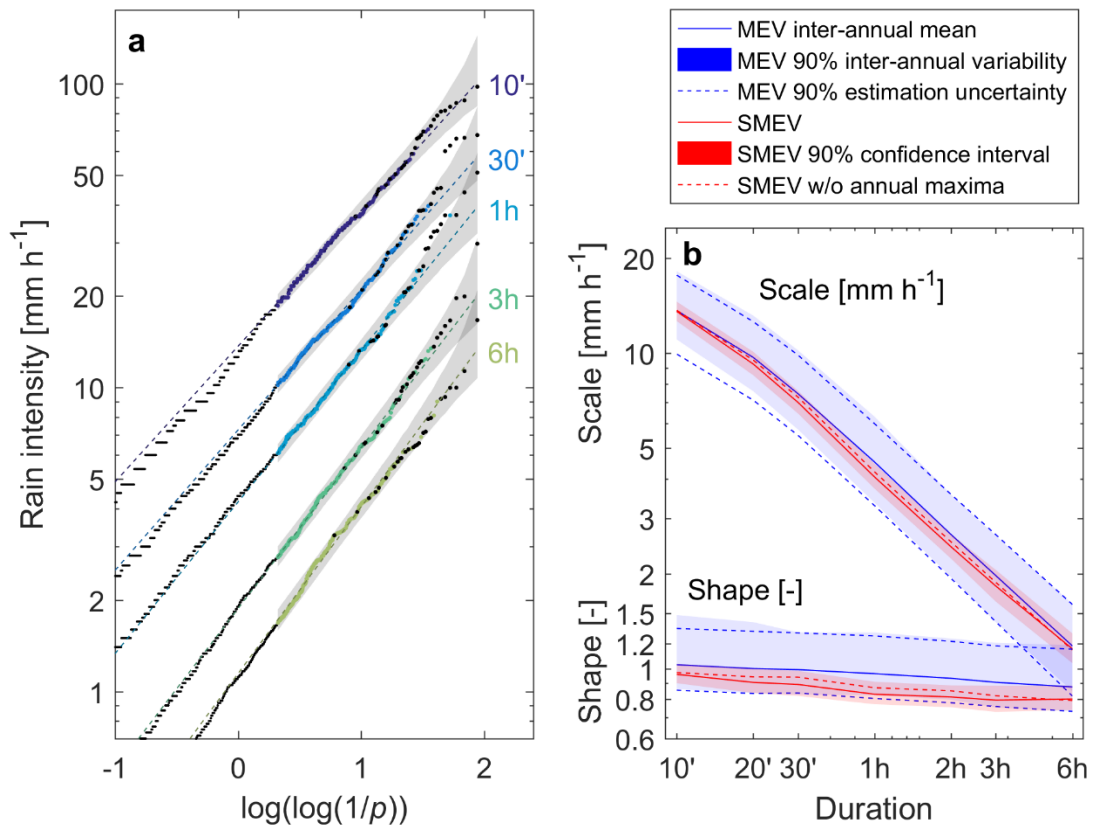 a
Rain intensity [mm h⁻¹]
100
50
20
10
5
2
1
10'
30'
1h
3h
6h
-1
0
1
2
log(log(1/p))
MEV inter-annual mean
MEV 90% inter-annual variability
MEV 90% estimation uncertainty
SMEV
SMEV 90% confidence interval
SMEV w/o annual maxima
b
Scale [mm h⁻¹]
Scale [mm h⁻¹]
20
10
5
3
2
Shape [-]
Shape [-]
1.5
1.2
1
0.8
0.6
10'
20'
30'
1h
2h
3h
6h
Duration